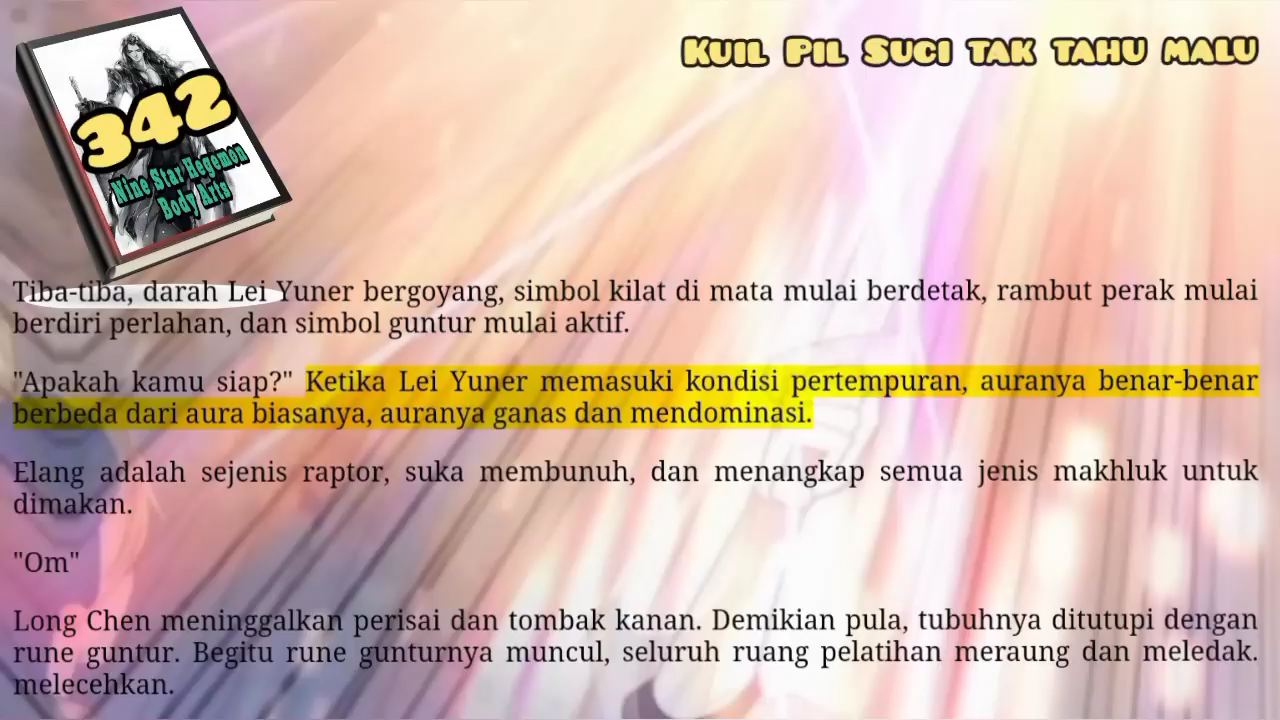 Kuil Pil Suci tak tahu malu
342
Nine Star Hegemon
Body Arts
Tiba-tiba, darah Lei Yuner bergoyang, simbol kilat di mata mulai berdetak, rambut perak mulai
berdiri perlahan, dan simbol guntur mulai aktif.
"Apakah kamu siap?" Ketika Lei Yuner memasuki kondisi pertempuran, auranya benar-benar
berbeda dari aura biasanya, auranya ganas dan mendominasi.
Elang adalah sejenis raptor, suka membunuh, dan menangkap semua jenis makhluk untuk
dimakan.
"Om"
Long Chen meninggalkan perisai dan tombak kanan. Demikian pula, tubuhnya ditutupi dengan
rune guntur. Begitu rune gunturnya muncul, seluruh ruang pelatihan meraung dan meledak.
melecehkan.